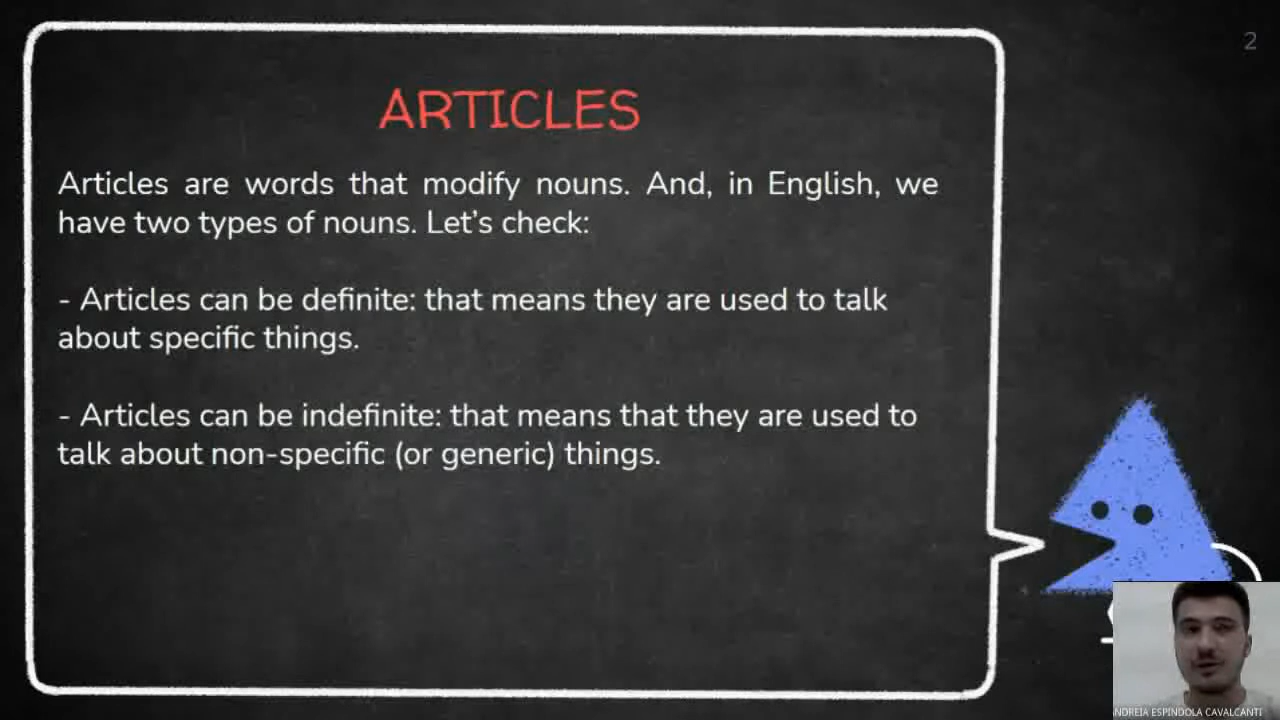 2
ARTICLES
Articles are words that modify nouns. And, in English, we
have two types of nouns. Let's check:
- Articles can be definite: that means they are used to talk
about specific things.
- Articles can be indefinite: that means that they are used to
talk about non-specific (or generic) things.
NDREIA ESPINDOLA CAVALCANTI